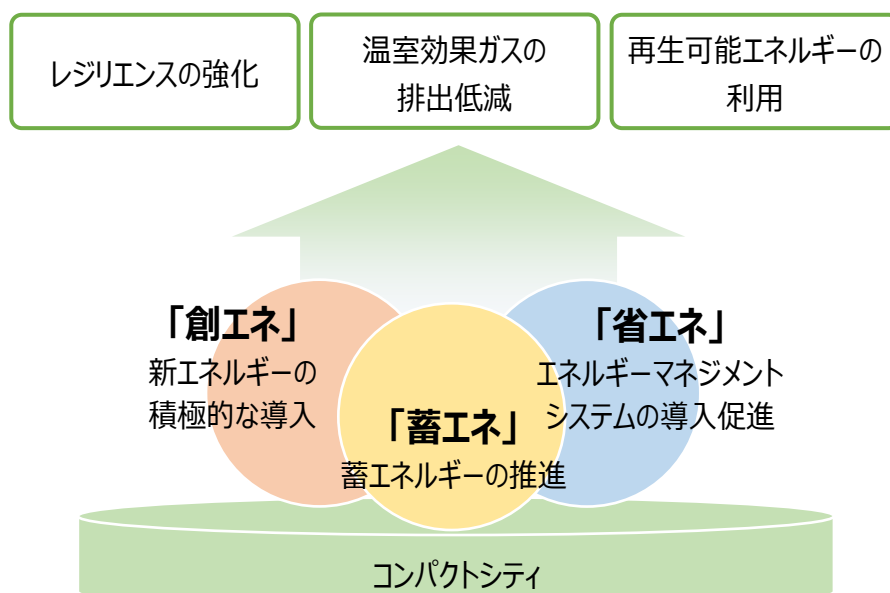 レジリエンスの強化
温室効果ガスの
排出低減
再生可能エネルギーの
利用
「創エネ」
新エネルギーの
積極的な導入
「蓄エネ」
蓄エネルギーの推進
「省エネ」
エネルギーマネジメント
システムの導入促進
コンパクトシティ